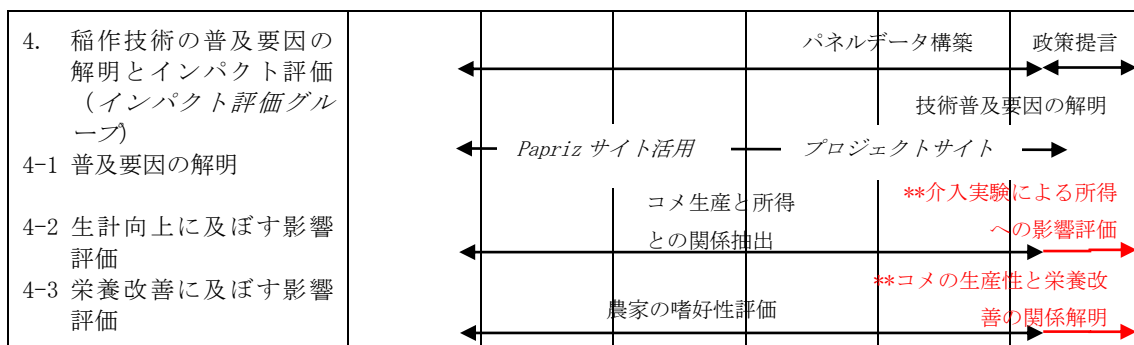 4. 稲作技術の普及要因の
解明とインパクト評価
（インパクト評価グル
ープ）
4-1 普及要因の解明
4-2 生計向上に及ぼす影響
評価
4-3 栄養改善に及ぼす影響
評価
パネルデータ構築
政策提言
技術普及要因の解明
Papriz サイト活用
プロジェクトサイト
コメ生産と所得
との関係抽出
**介入実験による所得
への影響評価
農家の嗜好性評価
**コメの生産性と栄養改
善の関係解明